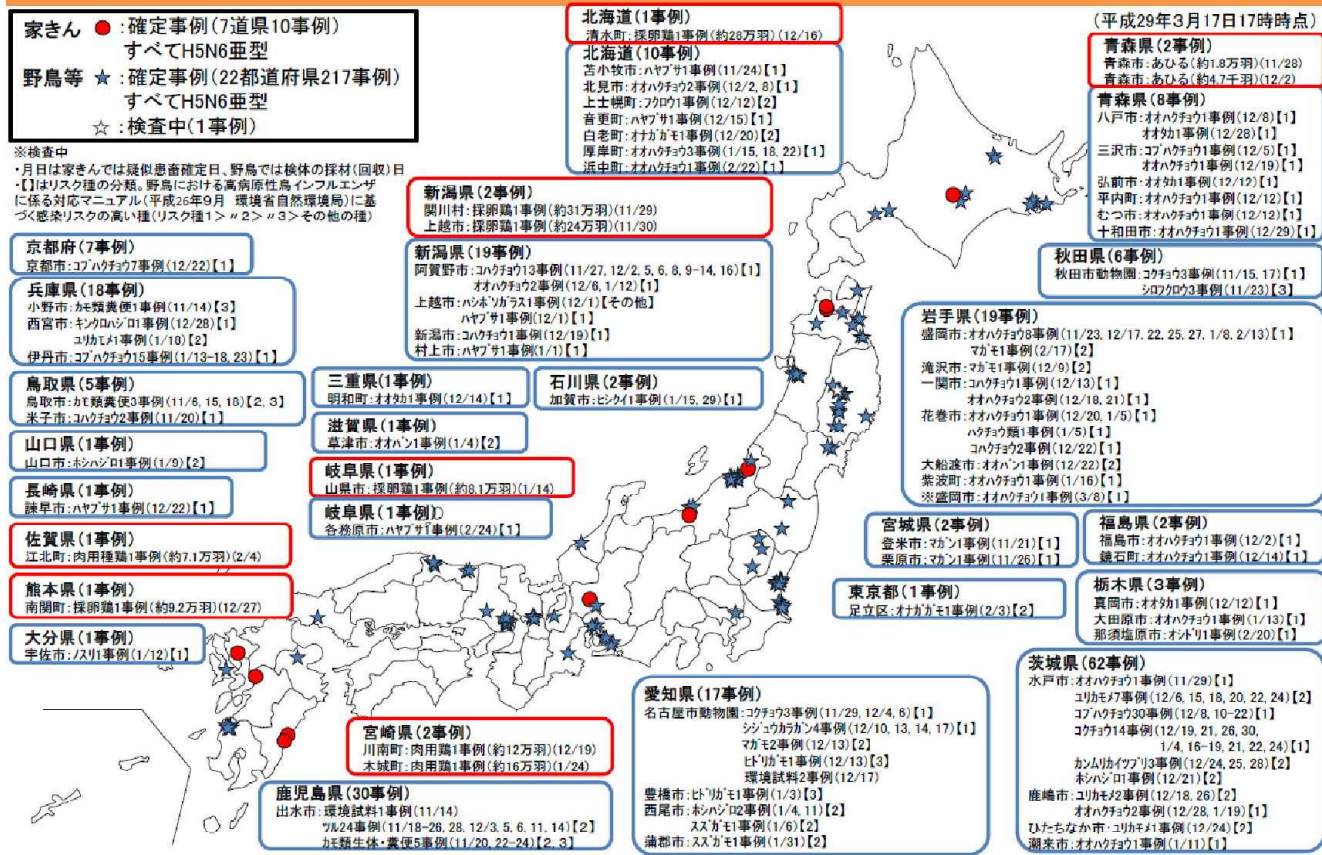 家きん ●:確定事例(7道県10事例)
すべてH5N6亜型
野鳥等 ★:確定事例(22都道府県217事例)
すべてH5N6亜型
☆:検査中(1事例)
※検査中
・月日は家きんでは疑似患畜確定日、野鳥では検体の採材(回収)日
・【】はリスク種の分類。野鳥における高病原性鳥インフルエンザ
に係る対応マニュアル(平成26年9月 環境省自然環境局)に基
づく感染リスクの高い種(リスク種1>〃2>〃3>その他の種)
(平成29年3月17日17時時点)
北海道(1事例)
清水町:採卵鶏1事例(約28万羽)(12/16)
北海道(10事例)
苫小牧市:ハヤブサ1事例(11/24)【1】
北見市:オオハクチョウ2事例(12/2, 8)【1】
上士幌町:フクロウ1事例(12/12)【2】
音更町:ハヤブサ1事例(12/15)【1】
白老町:オナガガモ1事例(12/20)【2】
厚岸町:オオハクチョウ3事例(1/15, 18, 22)【1】
浜中町:オオハクチョウ1事例(2/22)【1】
青森県(2事例)
青森市:あひる(約1.8万羽)(11/28)
青森市:あひる(約4.7千羽)(12/2)
青森県(8事例)
八戸市:オオハクチョウ1事例(12/8)【1】
オオタカ1事例(12/28)【1】
三沢市:コブハクチョウ1事例(12/5)【1】
オオハクチョウ1事例(12/19)【1】
弘前市:オオタカ1事例(12/12)【1】
平内町:オオハクチョウ1事例(12/12)【1】
むつ市:オオハクチョウ1事例(12/12)【1】
十和田市:オオハクチョウ1事例(12/29)【1】
新潟県(2事例)
関川村:採卵鶏1事例(約31万羽)(11/29)
上越市:採卵鶏1事例(約24万羽)(11/30)
新潟県(19事例)
阿賀野市:コハクチョウ13事例(11/27, 12/2, 5, 6, 8, 9-14, 16)【1】
オオハクチョウ2事例(12/6, 1/12)【1】
上越市:ハシボソガラス1事例(12/1)【その他】
ハヤブサ1事例(12/1)【1】
新潟市:コハクチョウ1事例(12/19)【1】
村上市:ハヤブサ1事例(1/1)【1】
京都府(7事例)
京都市:コブハクチョウ7事例(12/22)【1】
兵庫県(18事例)
小野市:カモ類糞便1事例(11/14)【3】
西宮市:キンクロハジロ1事例(12/28)【1】
ユリカモメ1事例(1/18)【2】
伊丹市:コブハクチョウ15事例(1/13-18, 23)【1】
鳥取県(5事例)
鳥取市:カモ類糞便3事例(11/6, 15, 18)【2, 3】
米子市:コハクチョウ2事例(11/20)【1】
山口県(1事例)
山口市:ホシハジロ1事例(1/9)【2】
長崎県(1事例)
諫早市:ハヤブサ1事例(12/22)【1】
佐賀県(1事例)
江北町:肉用種鶏1事例(約7.1万羽)(2/4)
熊本県(1事例)
南関町:採卵鶏1事例(約9.2万羽)(12/27)
大分県(1事例)
宇佐市:ノスリ1事例(1/12)【1】
三重県(1事例)
明和町:オオタカ1事例(12/14)【1】
石川県(2事例)
加賀市:ヒシクイ1事例(1/15, 29)【1】
滋賀県(1事例)
草津市:オオバン1事例(1/4)【2】
岐阜県(1事例)
山県市:採卵鶏1事例(約8.1万羽)(1/14)
岐阜県(1事例)
各務原市:ハヤブサ1事例(2/24)【1】
秋田県(6事例)
秋田市動物園:コクチョウ3事例(11/15, 17)【1】
シロフクロウ3事例(11/23)【3】
岩手県(19事例)
盛岡市:オオハクチョウ8事例(11/23, 12/17, 22, 25, 27, 1/8, 2/13)【1】
マガモ1事例(2/17)【2】
滝沢市:マガモ1事例(12/9)【2】
一関市:コハクチョウ1事例(12/13)【1】
オオハクチョウ2事例(12/18, 21)【1】
花巻市:オオハクチョウ1事例(12/20, 1/5)【1】
ハクチョウ類1事例(1/5)【1】
コハクチョウ2事例(12/22)【1】
大船渡市:オオバン1事例(12/22)【2】
紫波町:オオハクチョウ1事例(1/16)【1】
※盛岡市:オオハクチョウ1事例(3/8)【1】
宮城県(2事例)
登米市:マガン1事例(11/21)【1】
栗原市:マガン1事例(11/26)【1】
福島県(2事例)
福島市:オオハクチョウ1事例(12/2)【1】
鏡石町:オオハクチョウ1事例(12/14)【1】
東京都(1事例)
足立区:オナガガモ1事例(2/3)【2】
栃木県(3事例)
真岡市:オオタカ1事例(12/12)【1】
大田原市:オオハクチョウ1事例(1/13)【1】
那須塩原市:オシドリ1事例(2/20)【1】
茨城県(62事例)
水戸市:オオハクチョウ1事例(11/29)【1】
ユリカモメ7事例(12/6, 15, 18, 20, 22, 24)【2】
コブハクチョウ30事例(12/8, 10-22)【1】
コクチョウ14事例(12/19, 21, 26, 30,
1/4, 16-19, 21, 22, 24)【1】
カンムリカイツブリ3事例(12/24, 25, 28)【2】
ホシハジロ1事例(12/21)【2】
鹿嶋市:ユリカモメ2事例(12/18, 26)【2】
オオハクチョウ2事例(12/28, 1/19)【1】
ひたちなか市:ユリカモメ1事例(12/24)【2】
潮来市:オオハクチョウ1事例(1/11)【1】
愛知県(17事例)
名古屋市動物園:コクチョウ3事例(11/29, 12/4, 6)【1】
シジュウカラガン4事例(12/10, 13, 14, 17)【1】
マガモ2事例(12/13)【2】
ヒドリガモ1事例(12/13)【3】
環境試料2事例(12/17)
豊橋市:ヒドリガモ1事例(1/3)【3】
西尾市:ホシハジロ2事例(1/4, 11)【2】
スズガモ1事例(1/6)【2】
蒲郡市:スズガモ1事例(1/31)【2】
宮崎県(2事例)
川南町:肉用鶏1事例(約12万羽)(12/19)
木城町:肉用鶏1事例(約16万羽)(1/24)
鹿児島県(30事例)
出水市:環境試料1事例(11/14)
ツル24事例(11/18-26, 28, 12/3, 5, 6, 11, 14)【2】
カモ類生体・糞便5事例(11/20, 22-24)【2, 3】